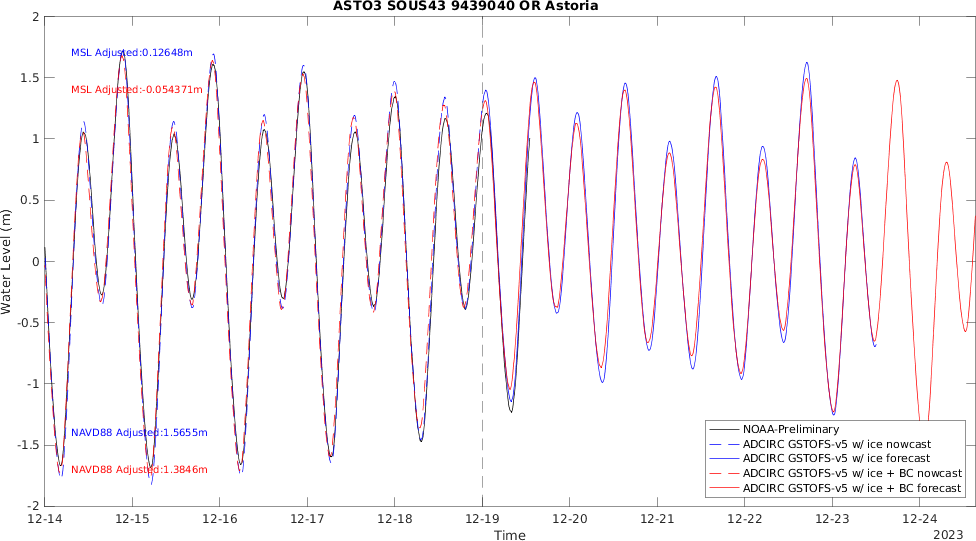 ASTO3 SOUS43 9439040 OR Astoria
2
MSL Adjusted:0.12648m
1.5
MSL Adjusted:-0.054371m
1
0.5
Water Level (m)
0
-0.5
-1
NAVD88 Adjusted:1.5655m
-1.5
NAVD88 Adjusted:1.3846m
-2
NOAA-Preliminary
ADCIRC GSTOFS-v5 w/ ice nowcast
ADCIRC GSTOFS-v5 w/ ice forecast
ADCIRC GSTOFS-v5 w/ ice + BC nowcast
ADCIRC GSTOFS-v5 w/ ice + BC forecast
12-14 12-15 12-16 12-17 12-18 12-19 12-20 12-21 12-22 12-23 12-24
Time
2023